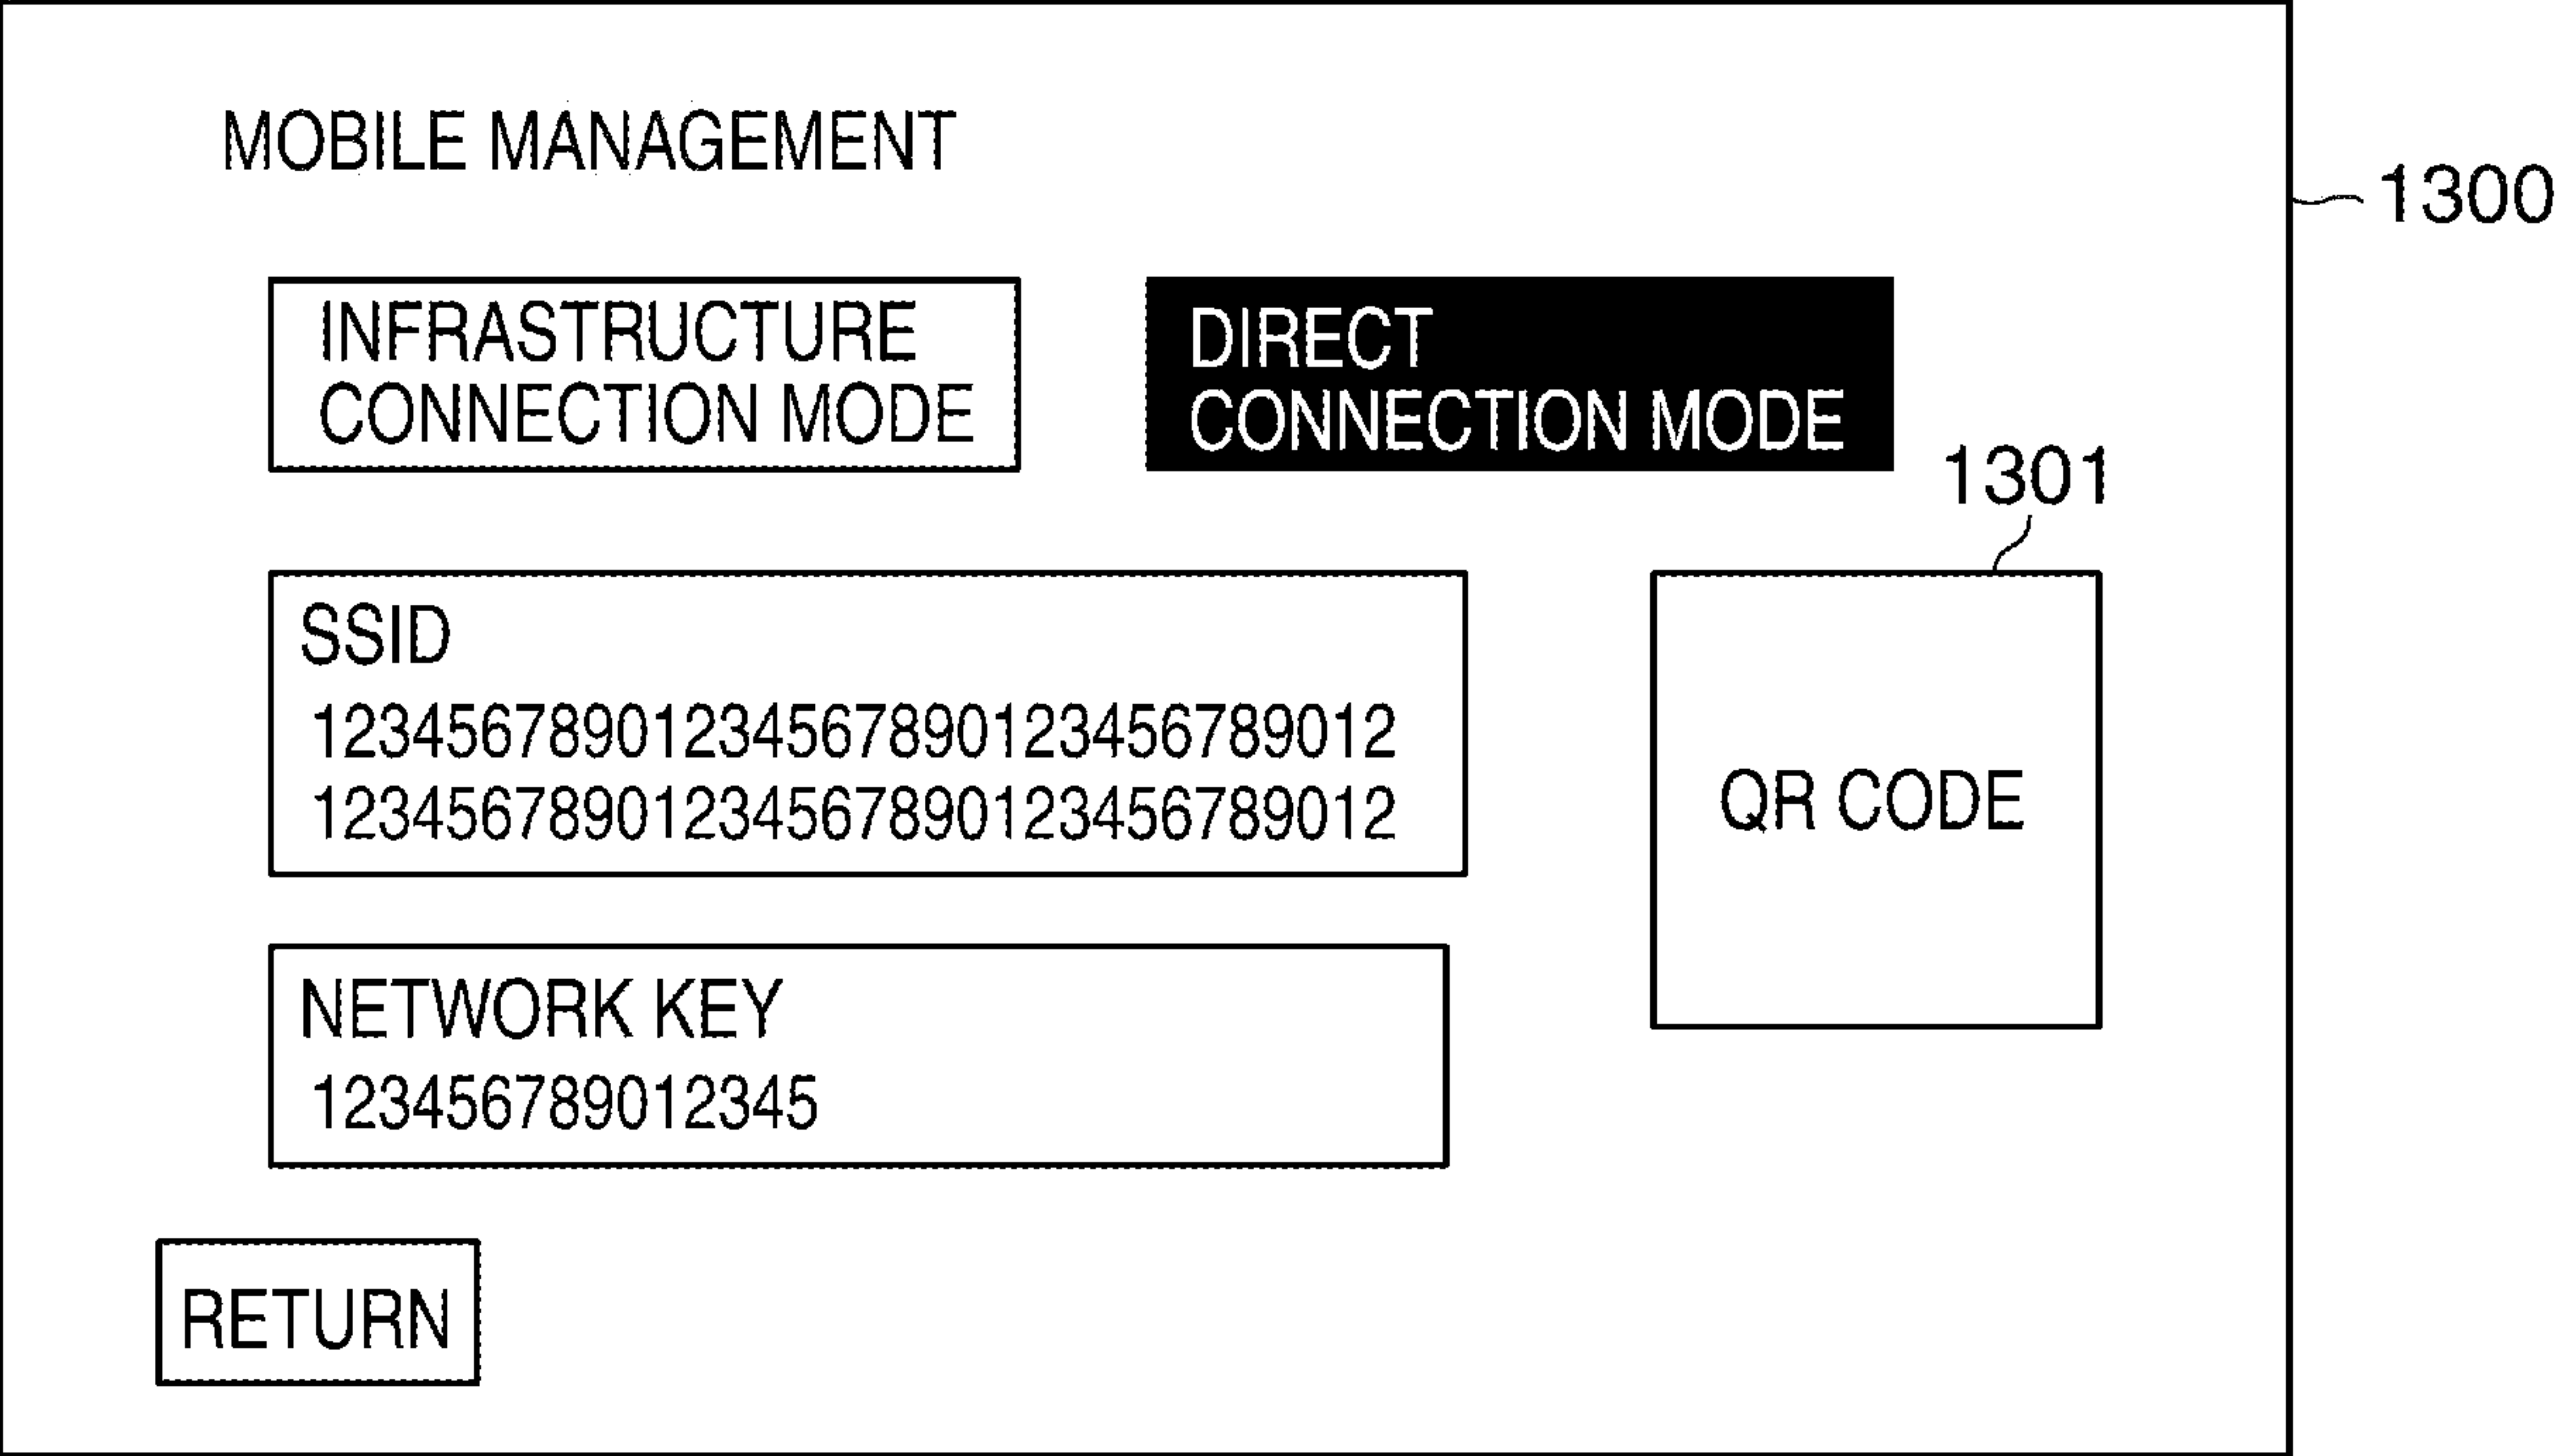 MOBILE MANAGEMENT
1300
INFRASTRUCTURE
CONNECTION MODE
DIRECT
CONNECTION MODE
1301
SSID
12345678901234567890123456789012
12345678901234567890123456789012
QR CODE
NETWORK KEY
123456789012345
RETURN